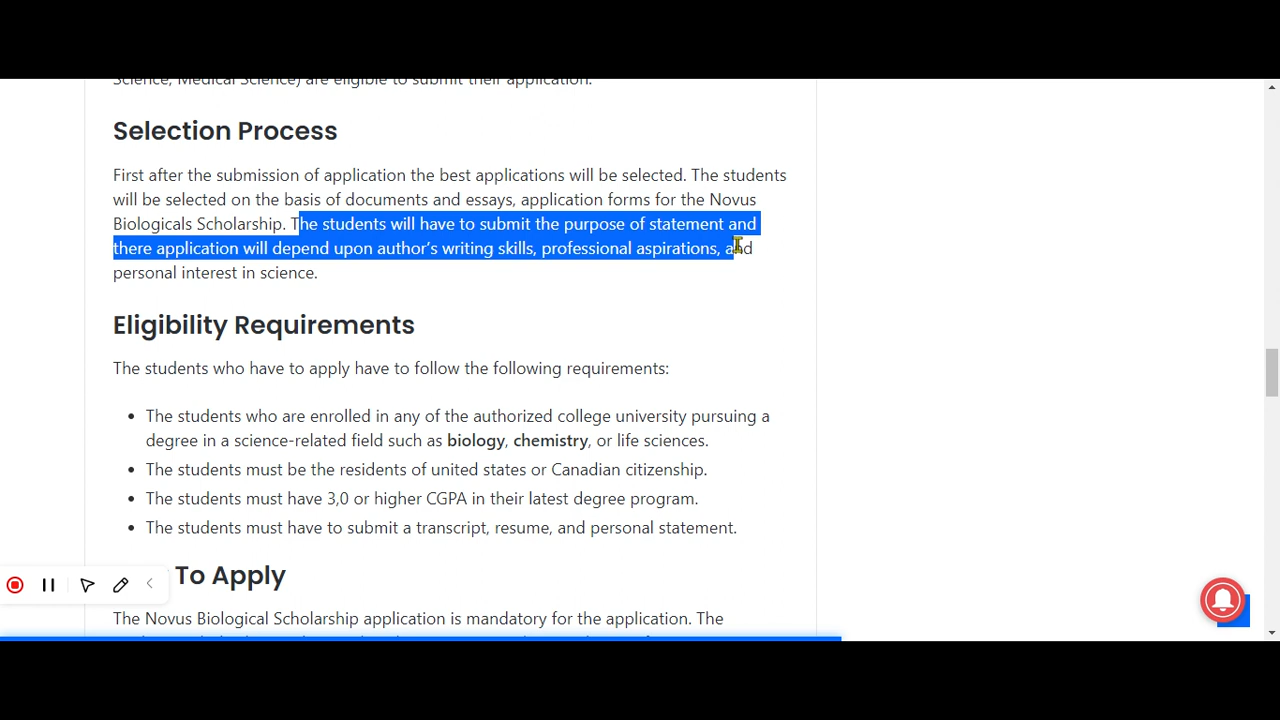 Science, Medical Science) are eligible to submit their application.
Selection Process
First after the submission of application the best applications will be selected. The students
will be selected on the basis of documents and essays, application forms for the Novus
Biologicals Scholarship. The students will have to submit the purpose of statement and
there application will depend upon author’s writing skills, professional aspirations, and
personal interest in science.
Eligibility Requirements
The students who have to apply have to follow the following requirements:
• The students who are enrolled in any of the authorized college university pursuing a
degree in a science-related field such as biology, chemistry, or life sciences.
• The students must be the residents of united states or Canadian citizenship.
• The students must have 3,0 or higher CGPA in their latest degree program.
• The students must have to submit a transcript, resume, and personal statement.
To Apply
The Novus Biological Scholarship application is mandatory for the application. The